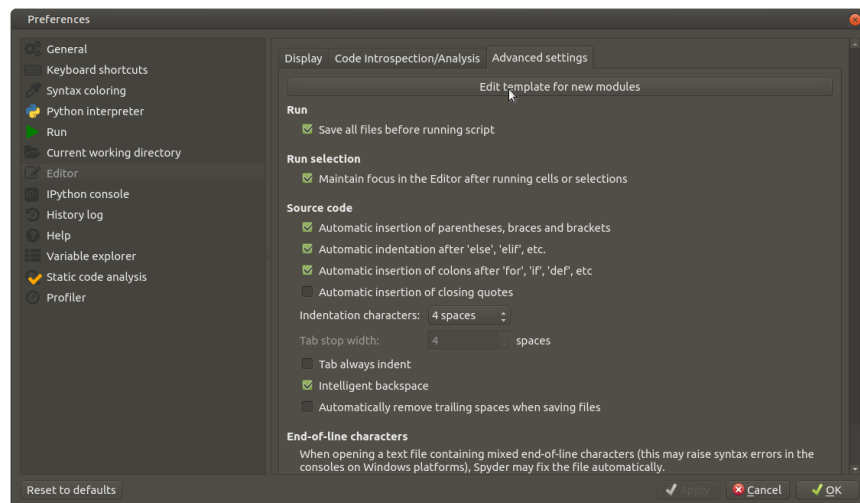 Preferences
General
Keyboard shortcuts
Syntax coloring
Python interpreter
Run
Current working directory
Editor
IPython console
History log
Help
Variable explorer
Static code analysis
Profiler
Display Code Introspection/Analysis Advanced settings
Edit template for new modules
Run
Save all files before running script
Run selection
Maintain focus in the Editor after running cells or selections
Source code
Automatic insertion of parentheses, braces and brackets
Automatic indentation after 'else', 'elif', etc.
Automatic insertion of colons after 'for', 'if', 'def', etc
Automatic insertion of closing quotes
Indentation characters: 4 spaces
Tab stop width: 4 spaces
Tab always indent
Intelligent backspace
Automatically remove trailing spaces when saving files
End-of-line characters
When opening a text file containing mixed end-of-line characters (this may raise syntax errors in the
consoles on Windows platforms), Spyder may fix the file automatically.
Reset to defaults Apply Cancel OK